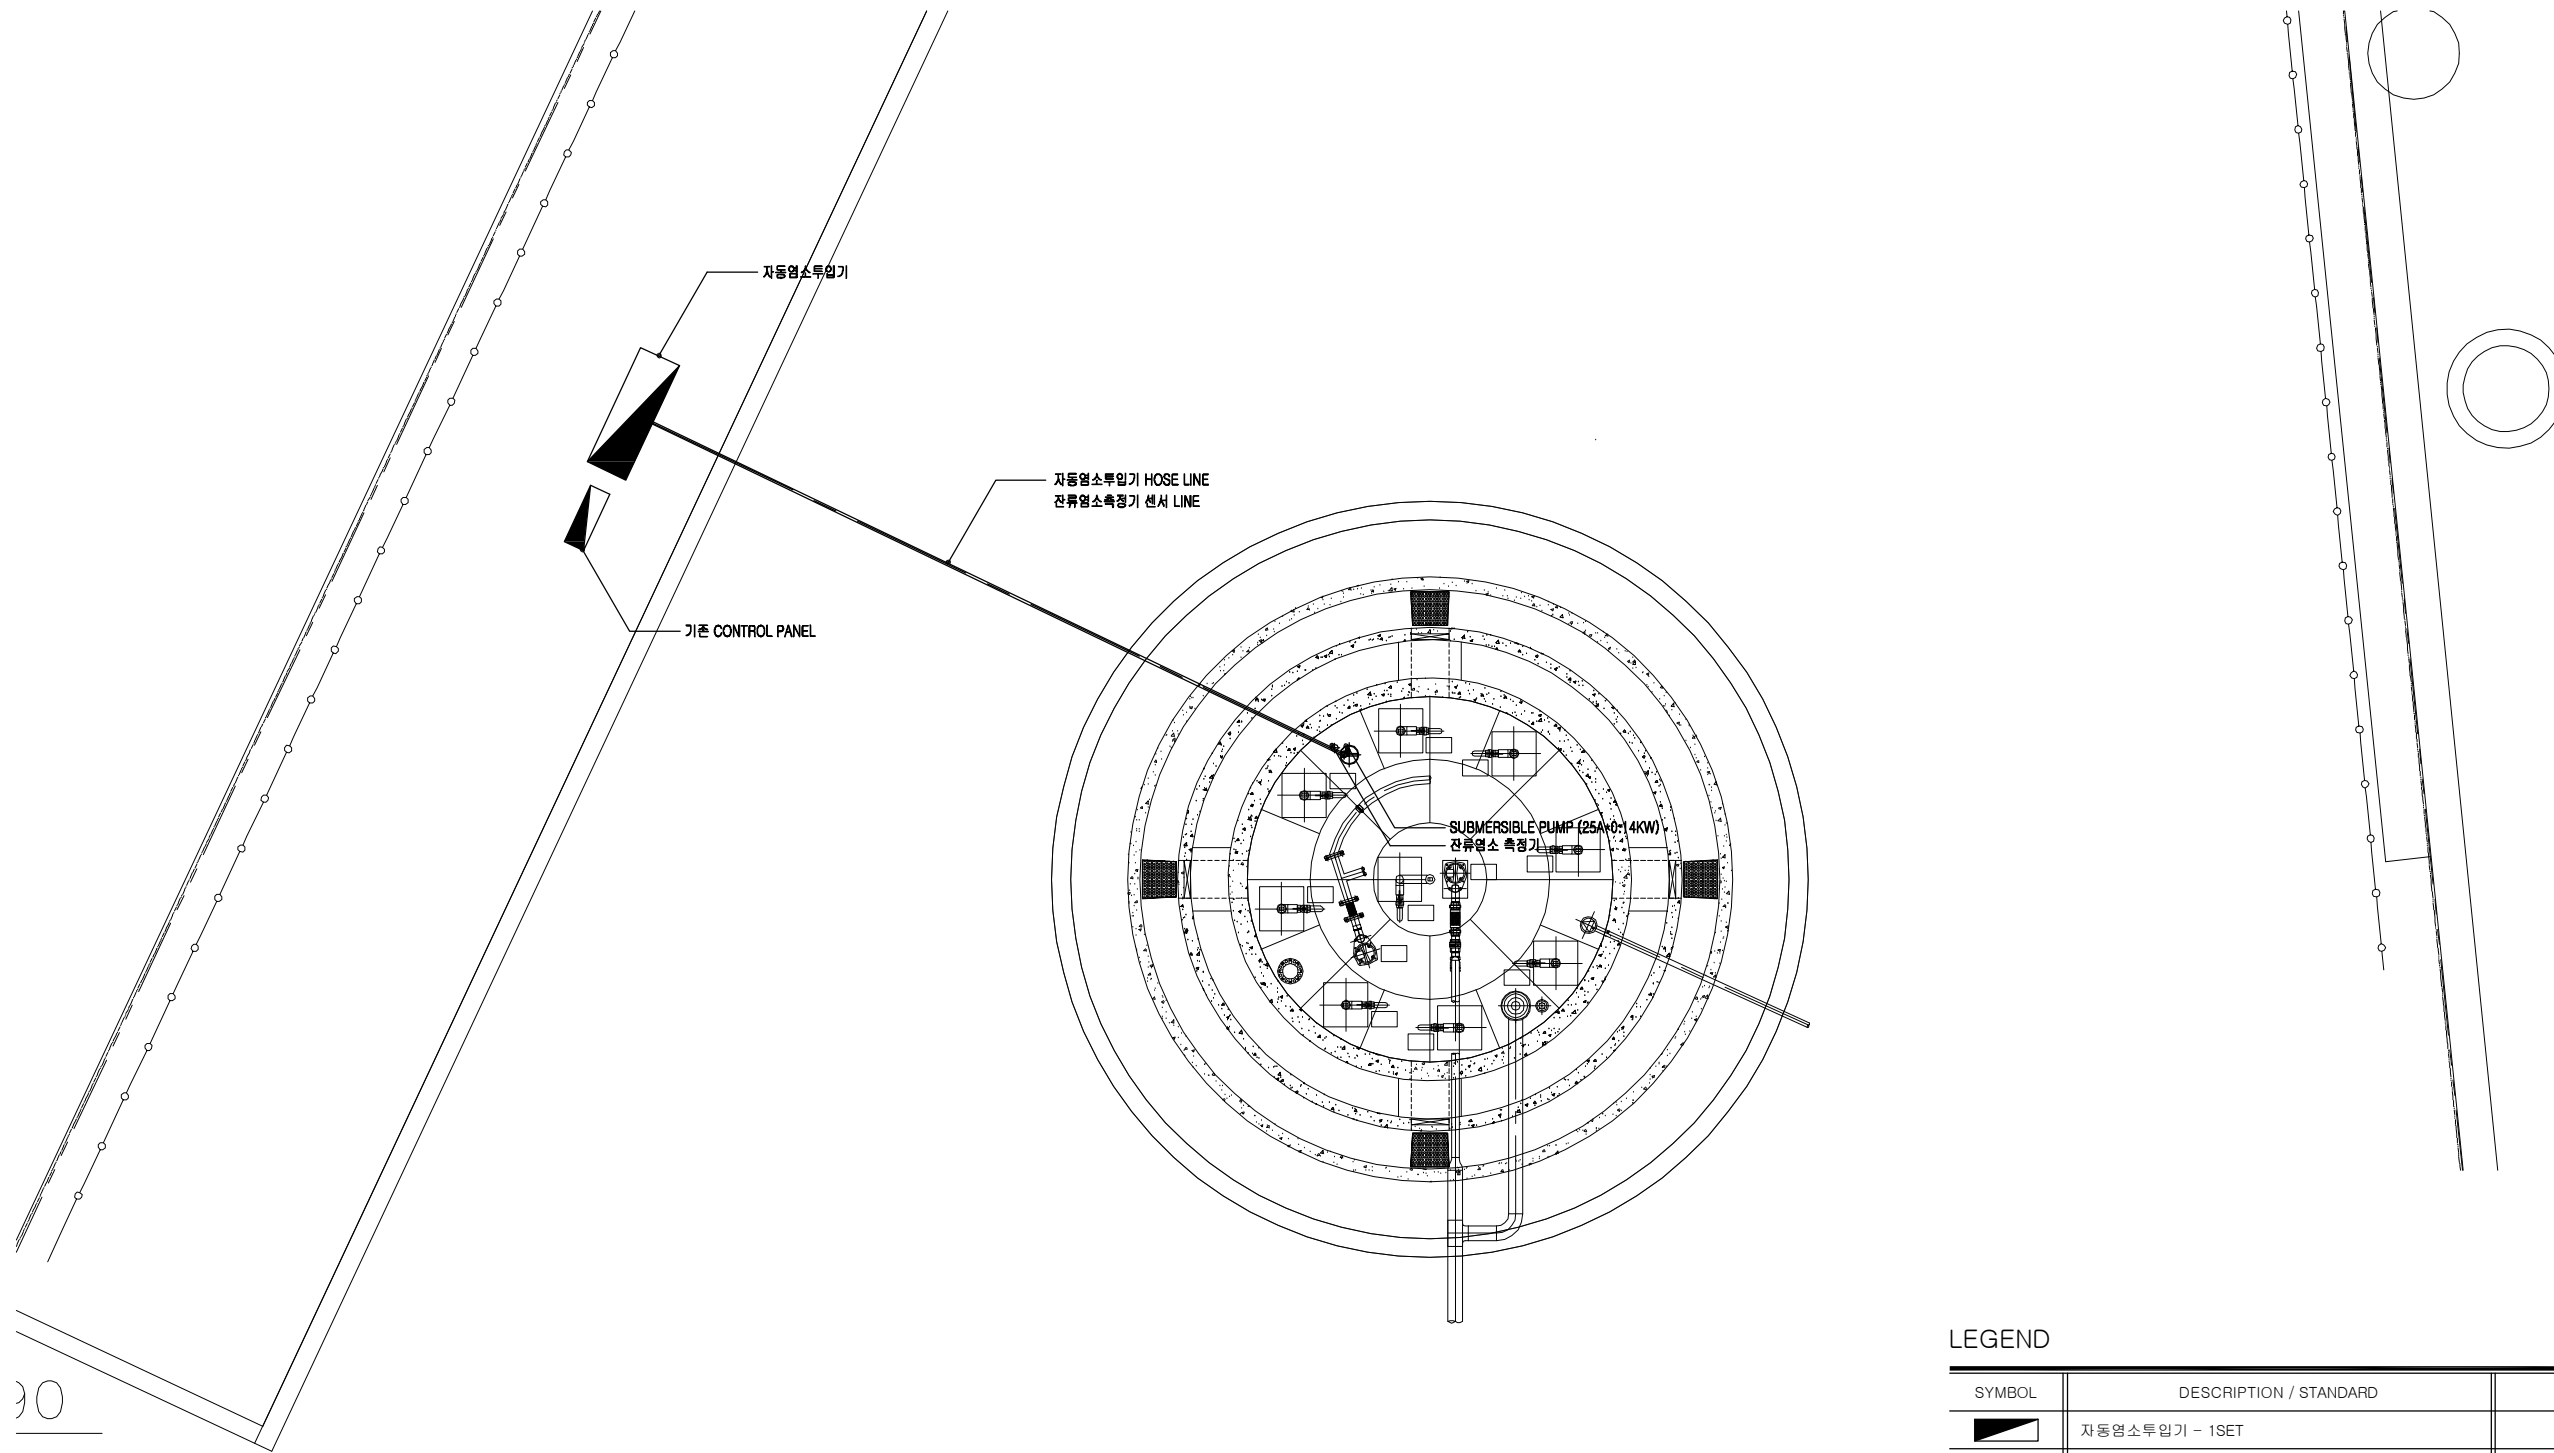 자동염소투입기
자동염소투입기 HOSE LINE
잔류염소측정기 센서 LINE
기존 CONTROL PANEL
SUBMERSIBLE PUMP (25A*0.14KW)
잔류염소 측정기
90
LEGEND
SYMBOL
DESCRIPTION / STANDARD
자동염소투입기 - 1SET